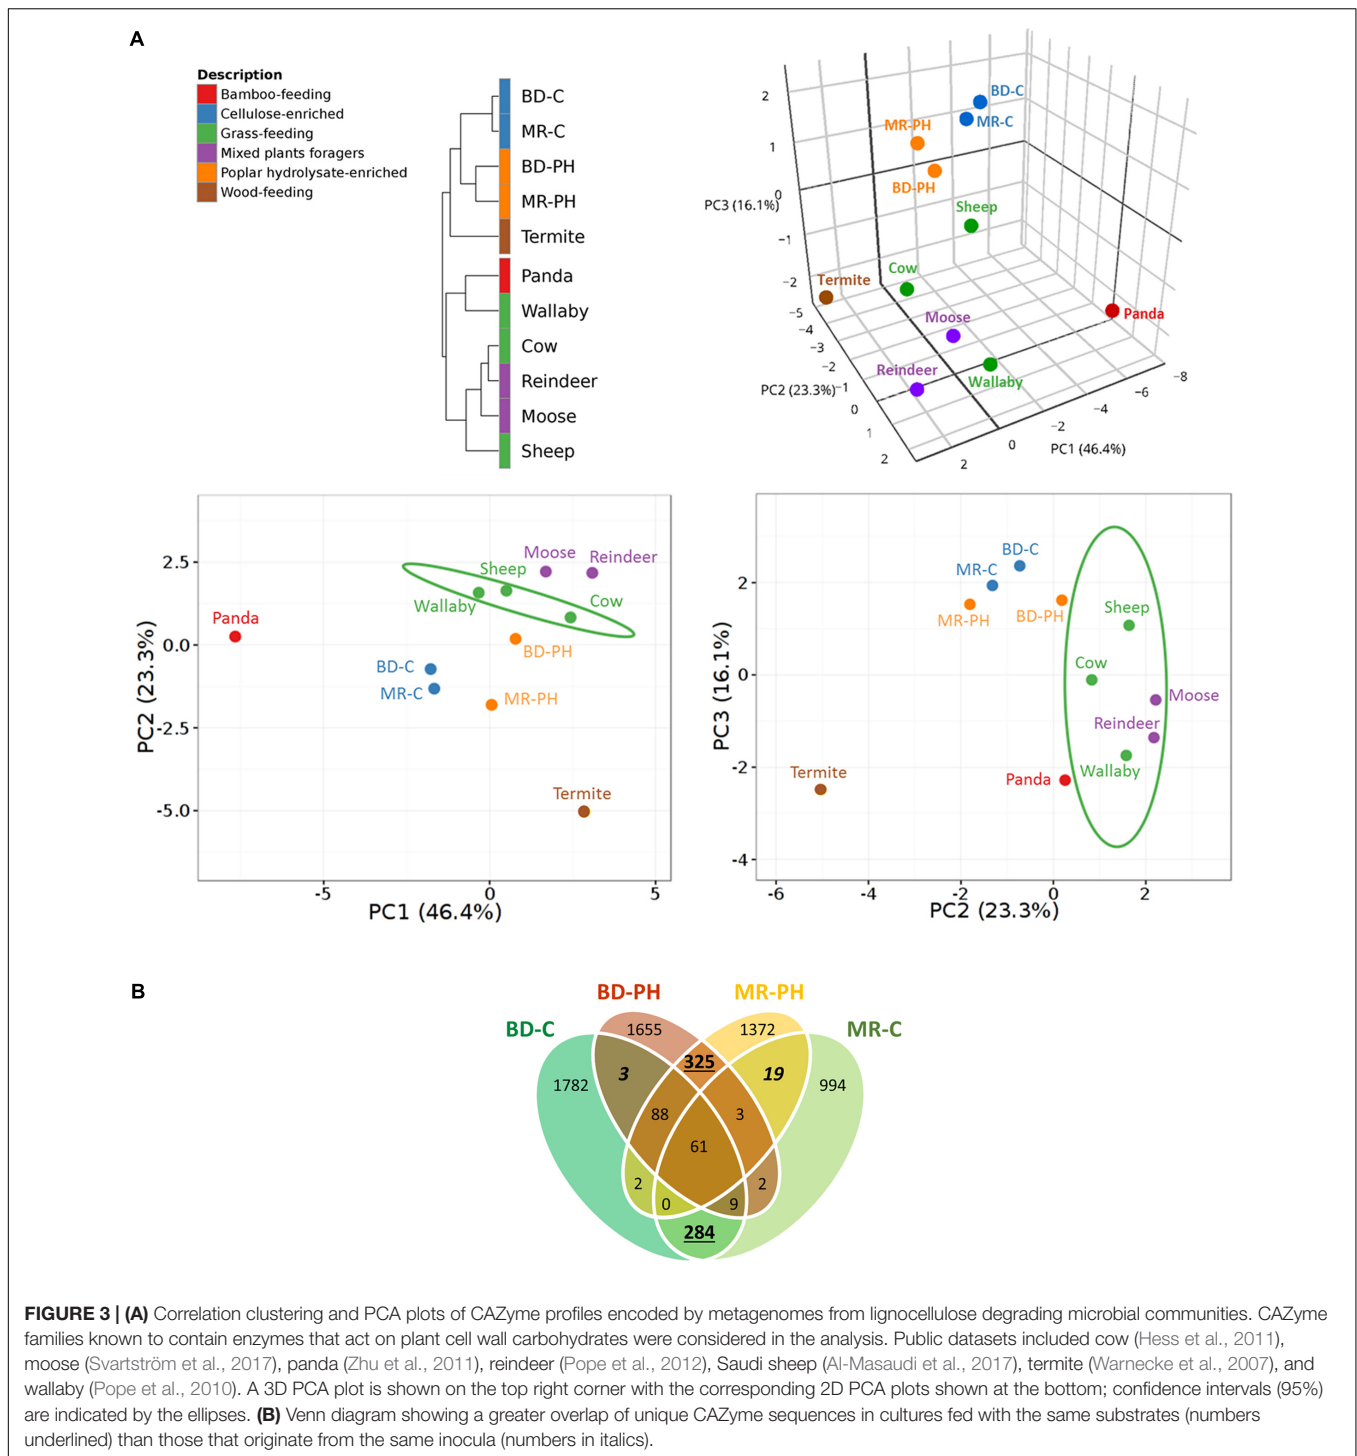 A
Description
Bamboo-feeding
Cellulose-enriched
Grass-feeding
Mixed plants foragers
Poplar hydrolysate-enriched
Wood-feeding
BD-C
MR-C
BD-PH
MR-PH
Termite
Panda
Wallaby
Cow
Reindeer
Moose
Sheep
2
1
0
−1
−2
PC3 (16.1%)
−5
−4
−3
−2
−1
0
1
2
PC2 (23.3%)
2
0
−2
−4
−6
−8
PC1 (46.4%)
BD-C
MR-C
MR-PH
BD-PH
Sheep
Cow
Termite
Moose
Panda
Reindeer
Wallaby
PC2 (23.3%)
2.5
0.0
-2.5
-5.0
Moose
Reindeer
Sheep
Wallaby
Cow
Panda
BD-PH
BD-C
MR-C
MR-PH
Termite
-5
0
5
PC1 (46.4%)
PC3 (16.1%)
2
0
-2
-4
BD-C
MR-C
MR-PH
BD-PH
Sheep
Cow
Moose
Reindeer
Wallaby
Panda
Termite
-6
-4
-2
0
2
PC2 (23.3%)
B
BD-PH
MR-PH
BD-C
MR-C
1655
1372
325
3
19
1782
994
88
3
61
2
2
0
9
284
FIGURE 3 | (A) Correlation clustering and PCA plots of CAZyme profiles encoded by metagenomes from lignocellulose degrading microbial communities. CAZyme
families known to contain enzymes that act on plant cell wall carbohydrates were considered in the analysis. Public datasets included cow (Hess et al., 2011),
moose (Svartström et al., 2017), panda (Zhu et al., 2011), reindeer (Pope et al., 2012), Saudi sheep (Al-Masaudi et al., 2017), termite (Warnecke et al., 2007), and
wallaby (Pope et al., 2010). A 3D PCA plot is shown on the top right corner with the corresponding 2D PCA plots shown at the bottom; confidence intervals (95%)
are indicated by the ellipses. (B) Venn diagram showing a greater overlap of unique CAZyme sequences in cultures fed with the same substrates (numbers
underlined) than those that originate from the same inocula (numbers in italics).